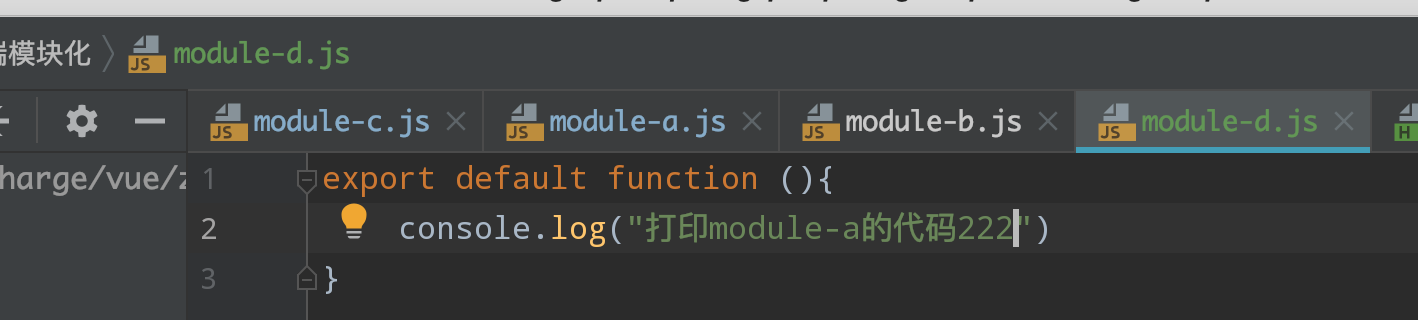 端模块化 module-d.js
module-c.js module-a.js module-b.js module-d.js
harge/vue/
1 export default function (){
2 console.log("打印module-a的代码222")
3 }